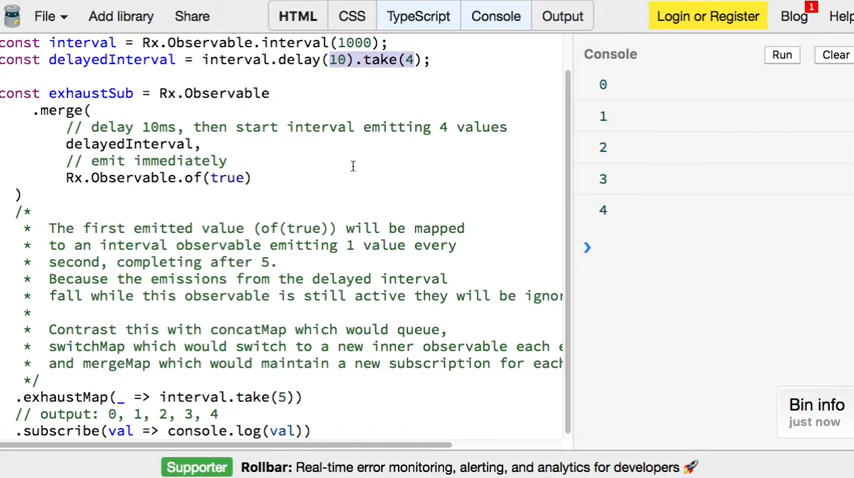 File Add library Share HTML CSS TypeScript Console Output Login or Register Blog 1 Help
const interval = Rx.Observable.interval(1000);
const delayedInterval = interval.delay(10).take(4);
const exhaustSub = Rx.Observable
.merge(
// delay 10ms, then start interval emitting 4 values
delayedInterval,
// emit immediately
Rx.Observable.of(true)
)
/*
* The first emitted value (of(true)) will be mapped
* to an interval observable emitting 1 value every
* second, completing after 5.
* Because the emissions from the delayed interval
* fall while this observable is still active they will be ignor
*
* Contrast this with concatMap which would queue,
* switchMap which would switch to a new inner observable each e
* and mergeMap which would maintain a new subscription for each
*/
.exhaustMap(_ => interval.take(5))
// output: 0, 1, 2, 3, 4
.subscribe(val => console.log(val))
Console Run Clear
0
1
2
3
4
Bin info
just now
Supporter Rollbar: Real-time error monitoring, alerting, and analytics for developers 🚀